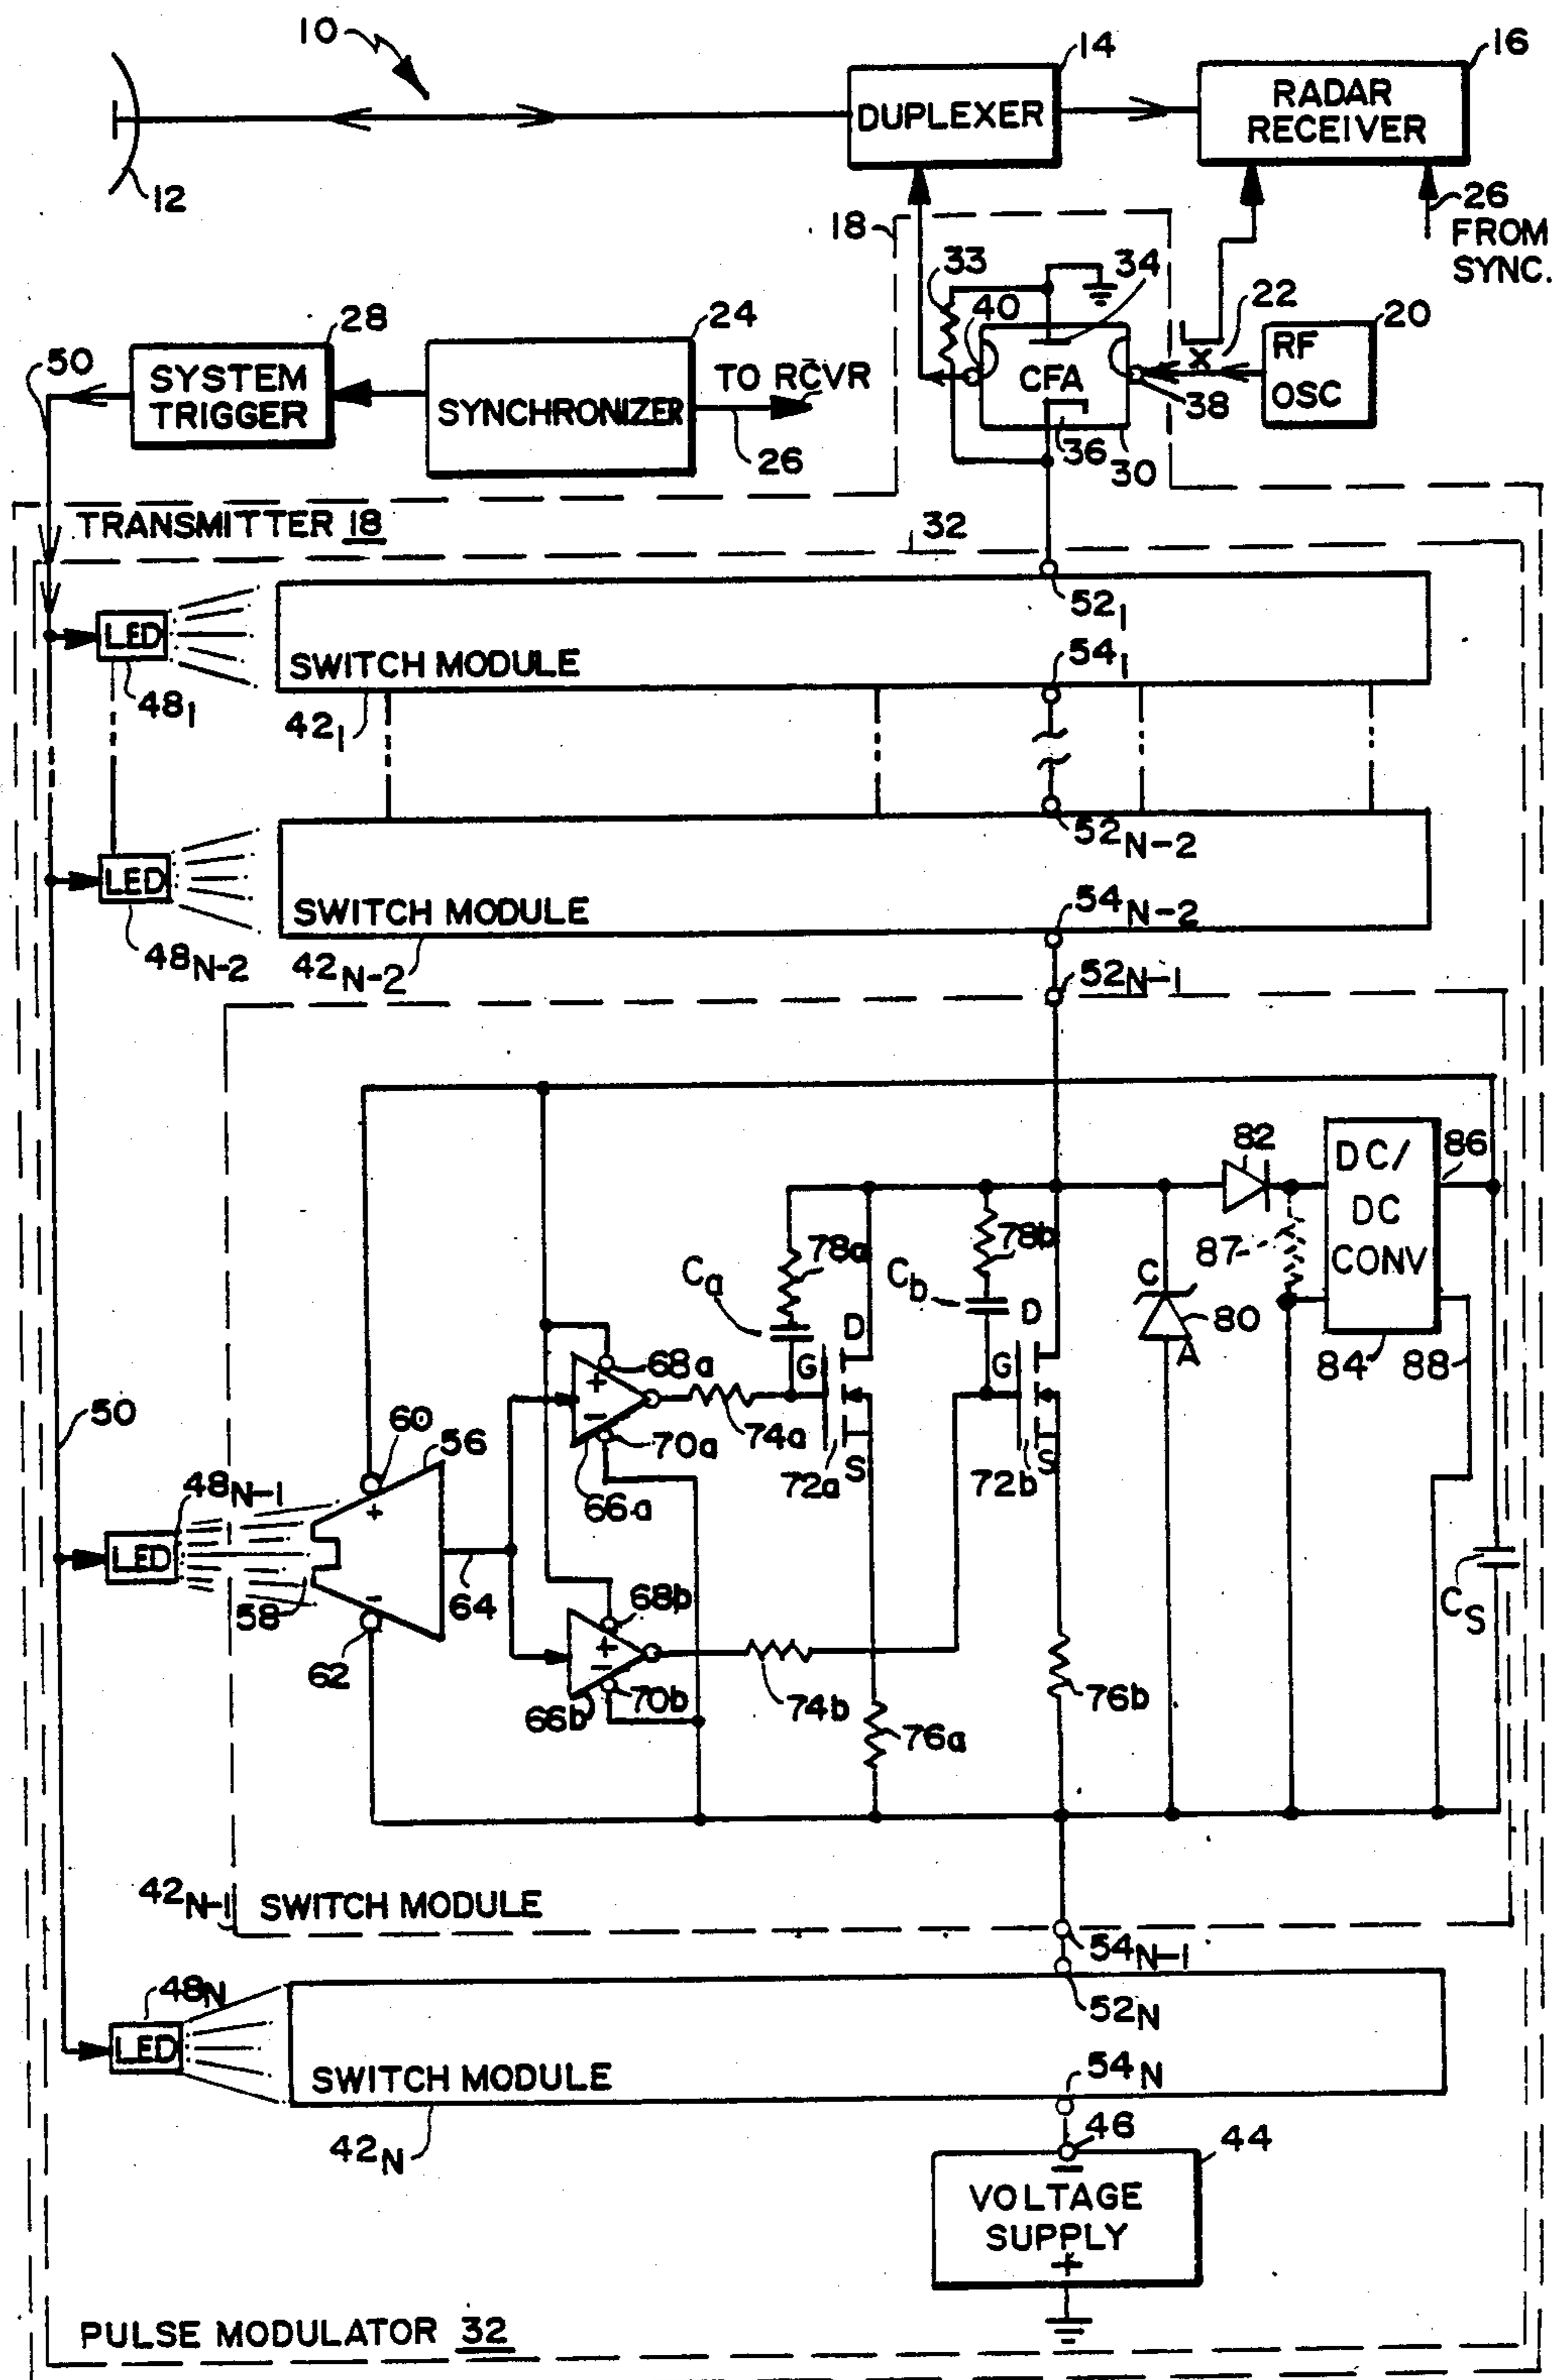 10
14
16
DUPLEXER
RADAR
RECEIVER
12
26
FROM
SYNC.
18
33
34
40
22
20
28
24
50
SYSTEM
TRIGGER
SYNCHRONIZER
TO RCVR
26
CFA
38
RF
OSC
36
30
TRANSMITTER 18
32
LED
52₁
SWITCH MODULE
54₁
48₁
42₁
52N-2
LED
SWITCH MODULE
54N-2
48N-2
42N-2
52N-1
82
DC/
DC
CONV
86
87
78a
78b
Ca
Cb
C
D
D
80
68a
G
G
A
84
88
+
−
74a
70a
50
60
56
S
S
72a
72b
66a
48N-1
+
LED
58
−
64
68b
CS
62
+
−
70b
66b
74b
76b
76a
42N-1
SWITCH MODULE
54N-1
48N
52N
LED
SWITCH MODULE
54N
42N
46
44
−
VOLTAGE
SUPPLY
+
PULSE MODULATOR 32